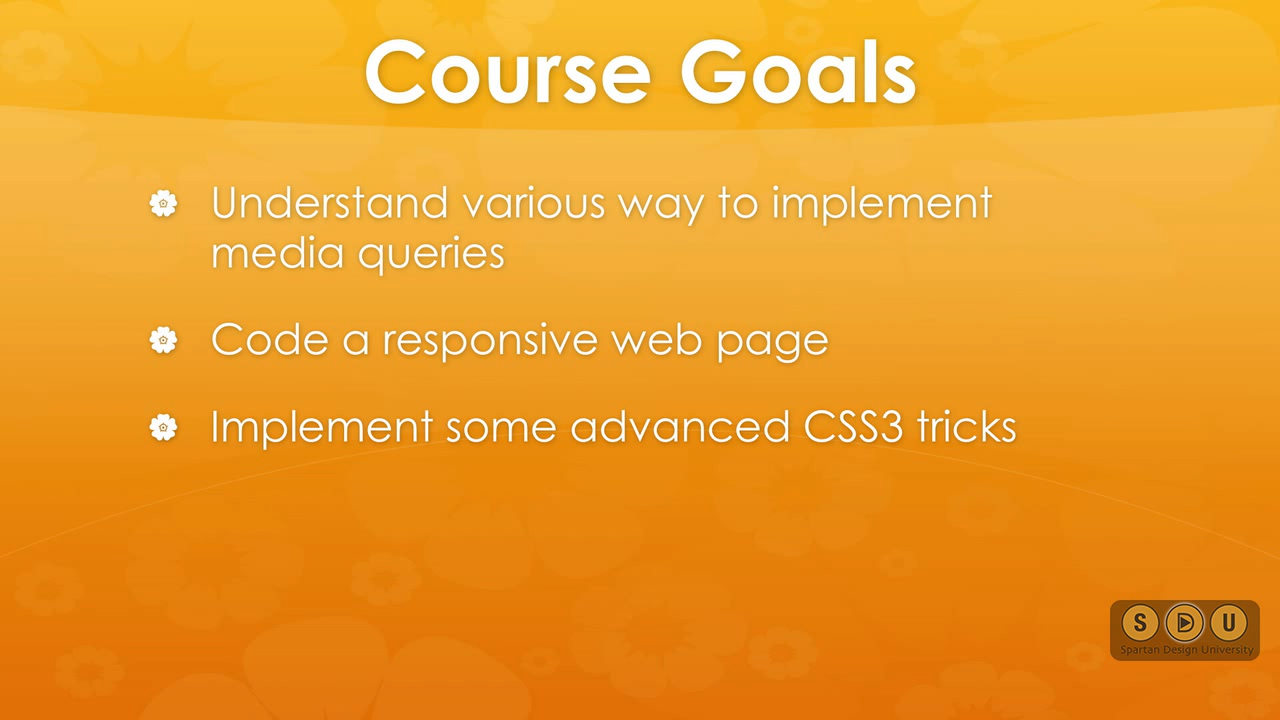 Course Goals
Understand various way to implement
media queries
Code a responsive web page
Implement some advanced CSS3 tricks
S D U
Spartan Design University